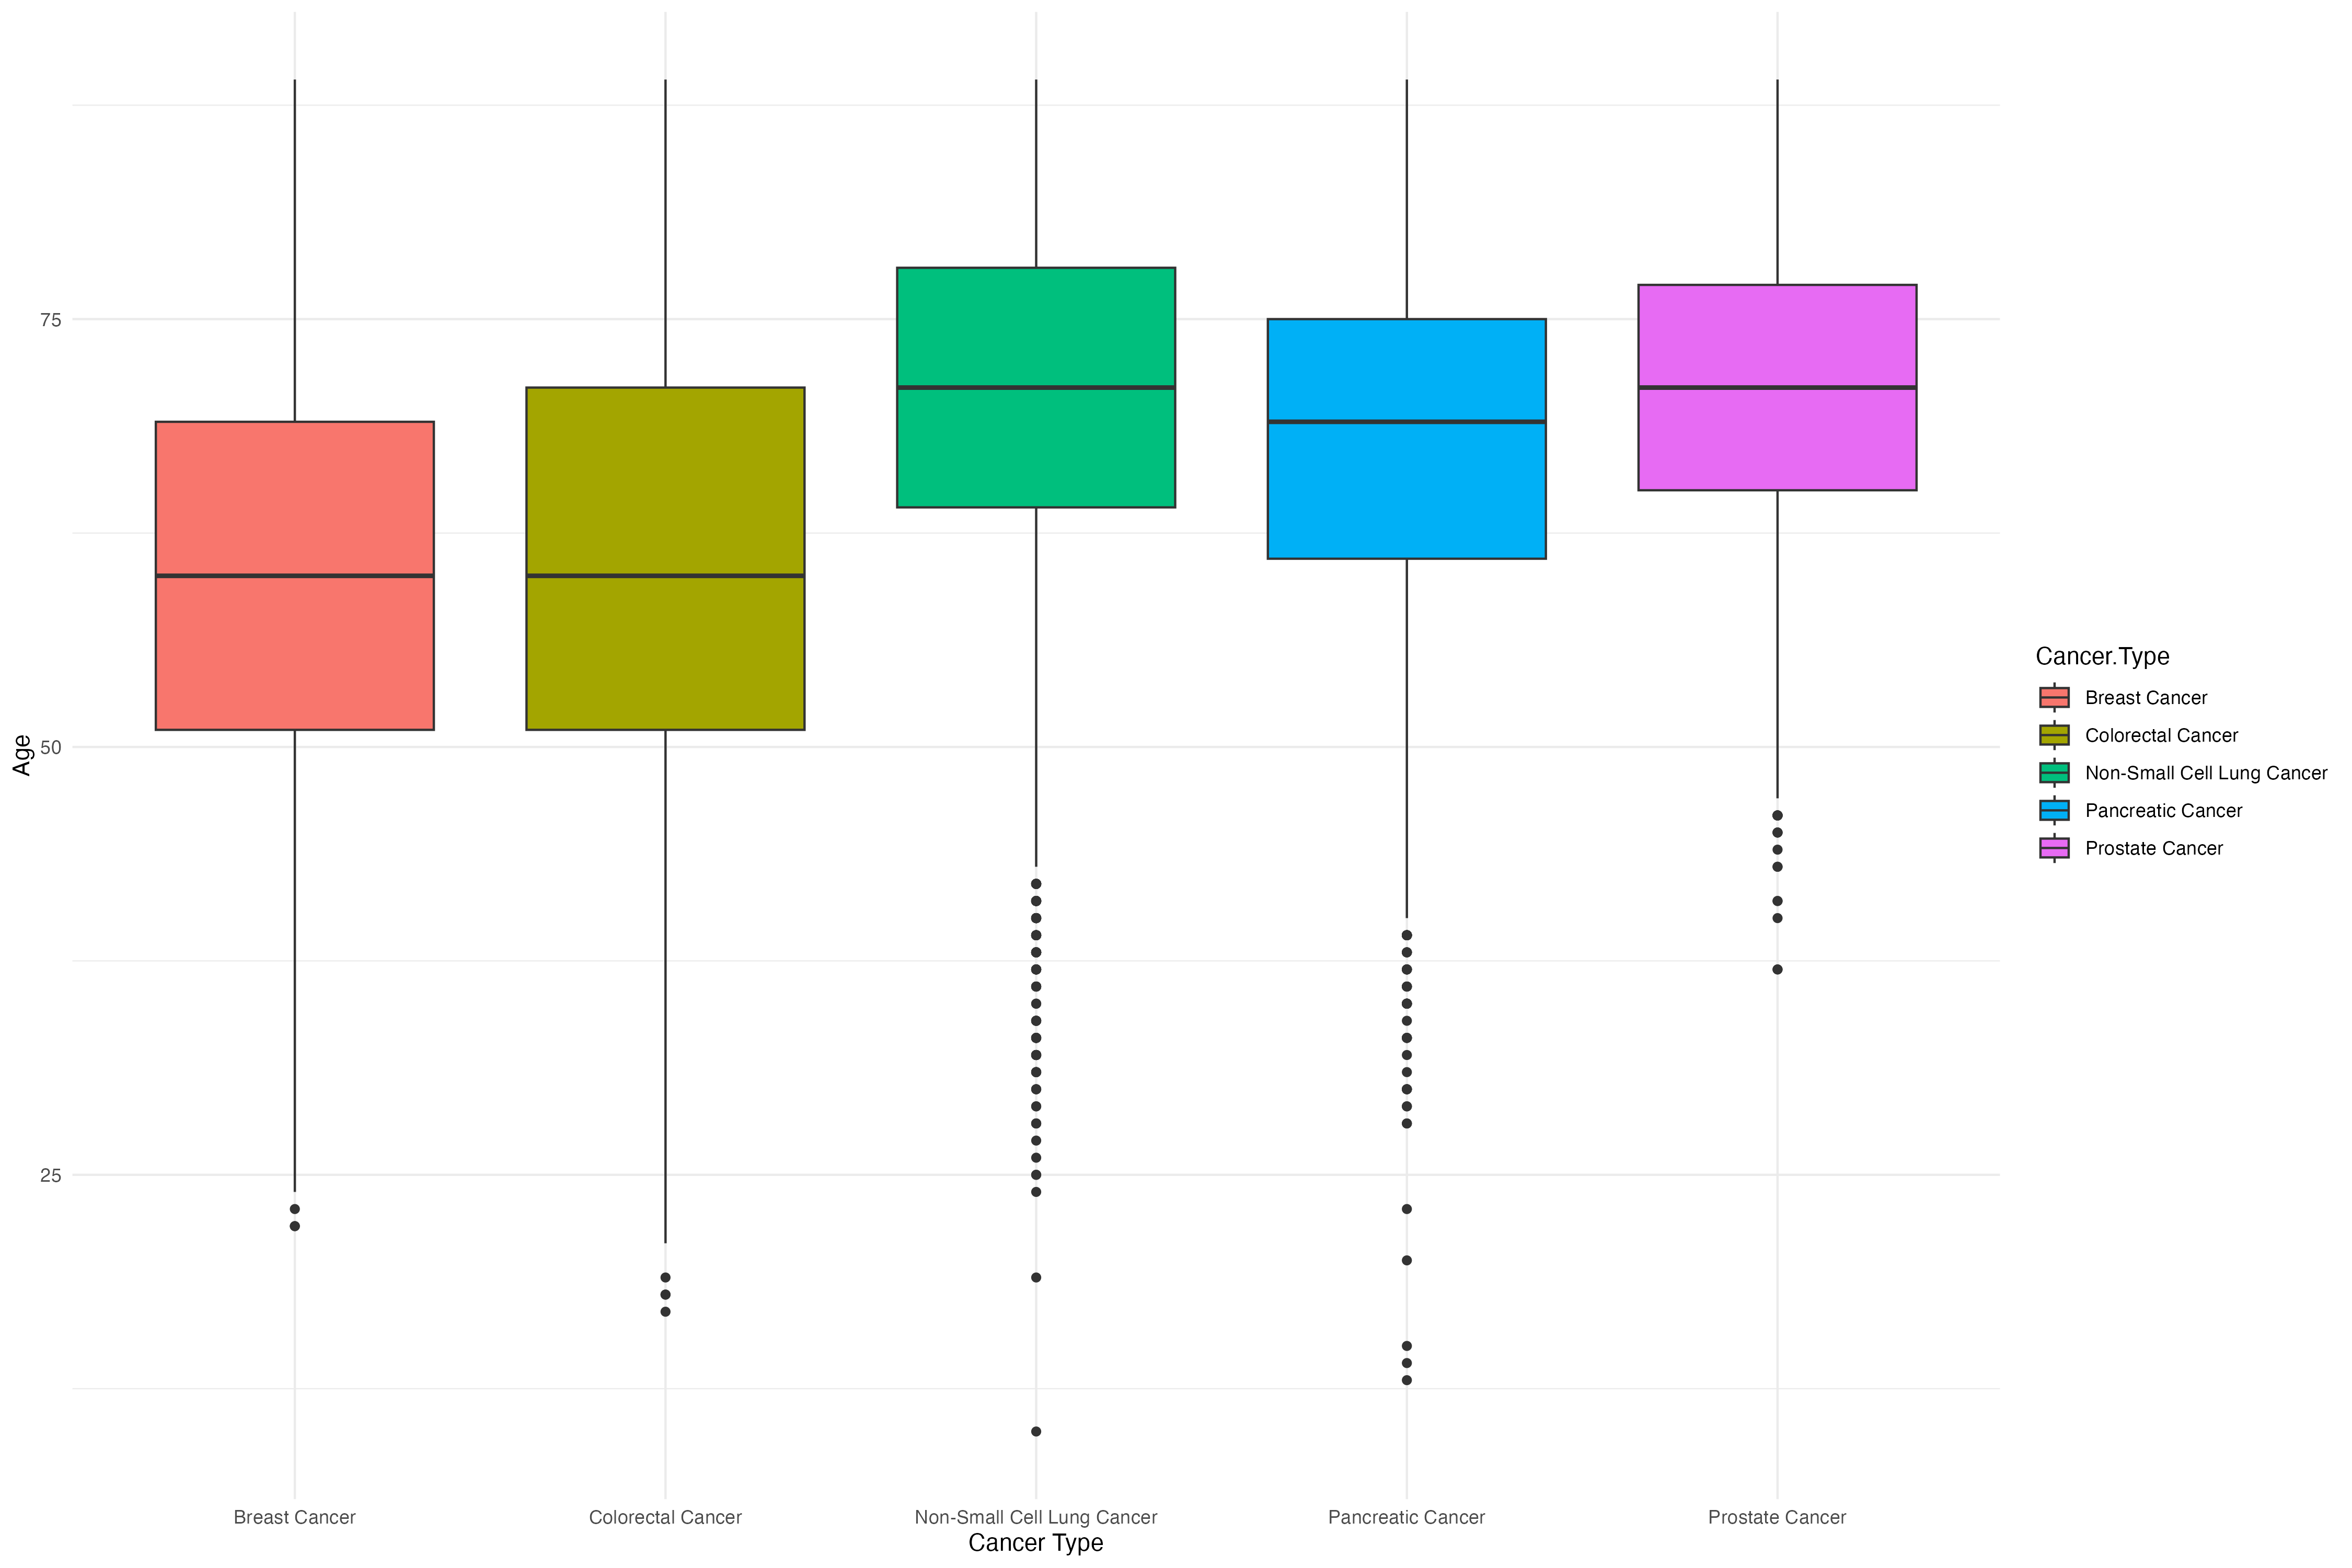 Age
75
50
25
Breast Cancer
Colorectal Cancer
Non-Small Cell Lung Cancer
Pancreatic Cancer
Prostate Cancer
Cancer Type
Cancer.Type
Breast Cancer
Colorectal Cancer
Non-Small Cell Lung Cancer
Pancreatic Cancer
Prostate Cancer